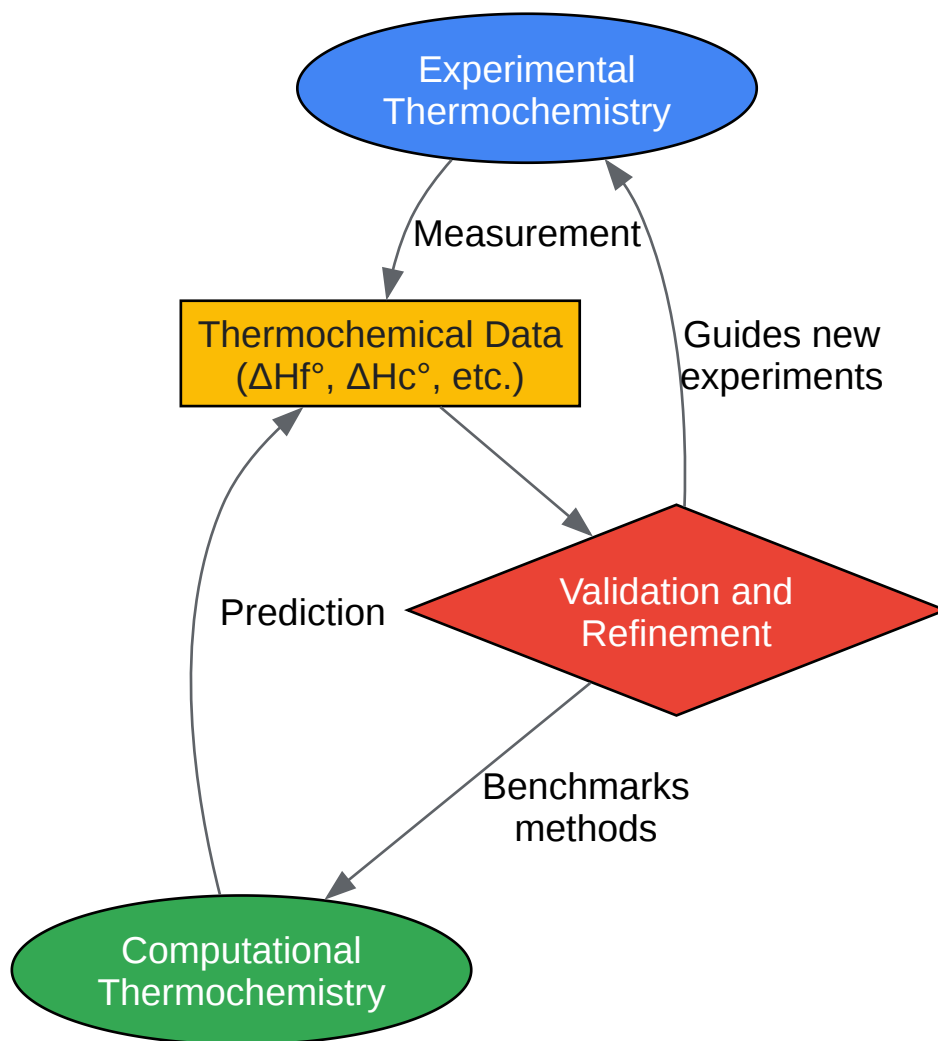 Experimental
Thermochemistry
Measurement
Thermochemical Data
(ΔHf°, ΔHc°, etc.)
Guides new
experiments
Validation and
Refinement
Prediction
Benchmarks
methods
Computational
Thermochemistry